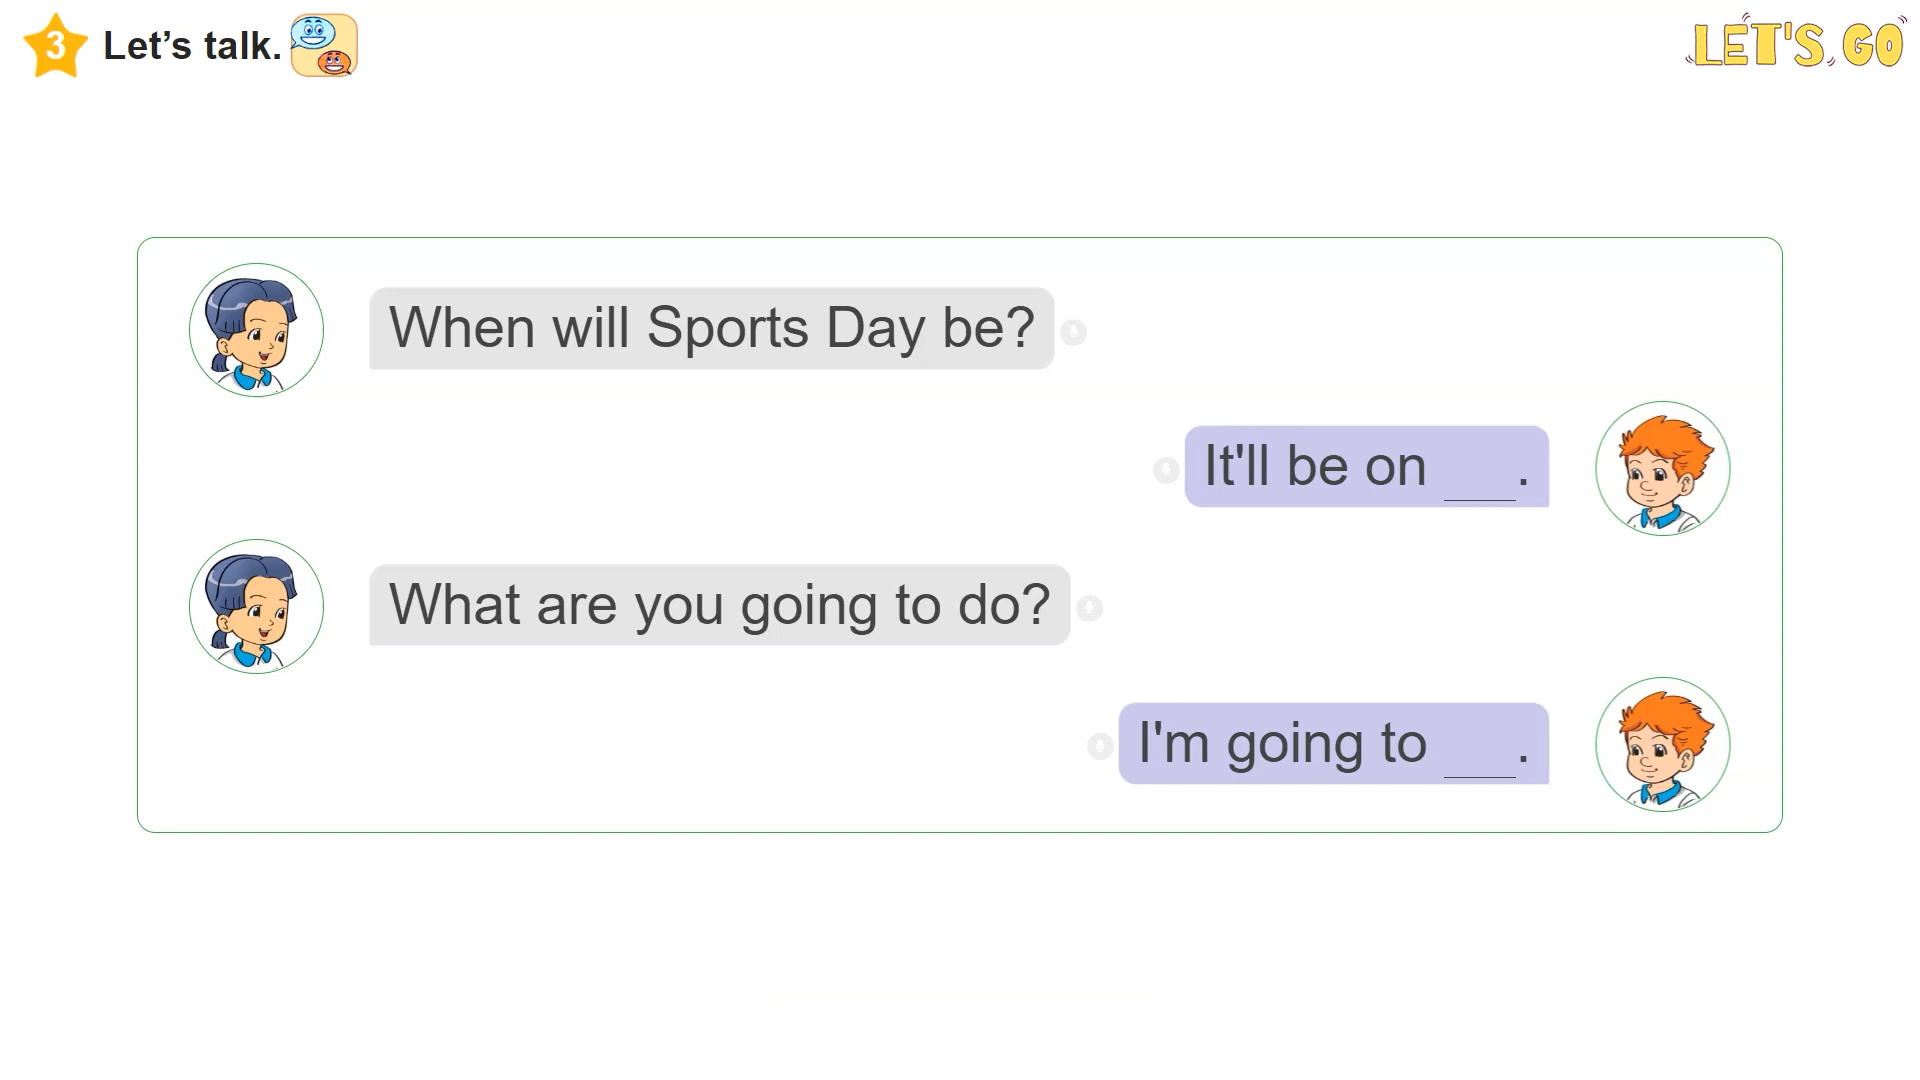 3 Let’s talk.
LET'S GO
When will Sports Day be?
It'll be on ___.
What are you going to do?
I'm going to ___.